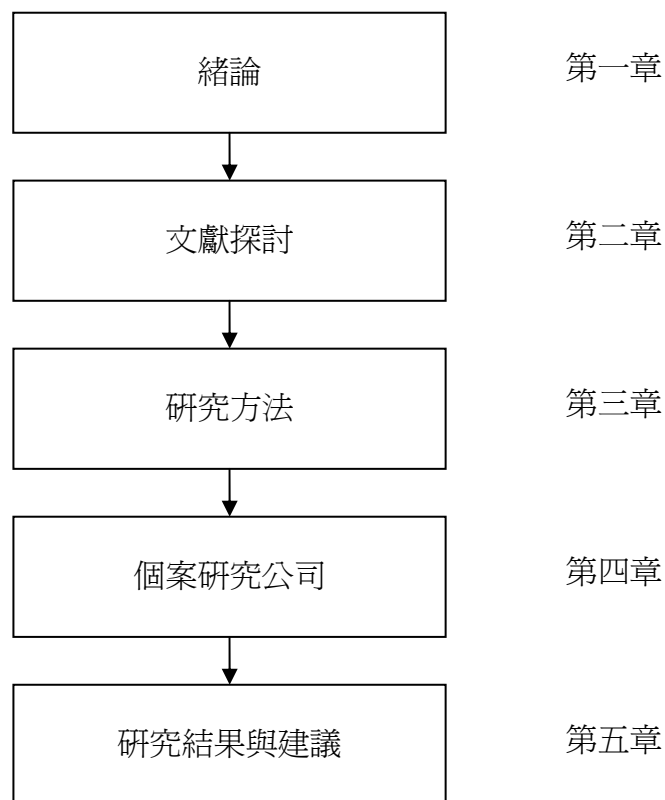 緒論 第一章
文獻探討 第二章
研究方法 第三章
個案研究公司 第四章
研究結果與建議 第五章